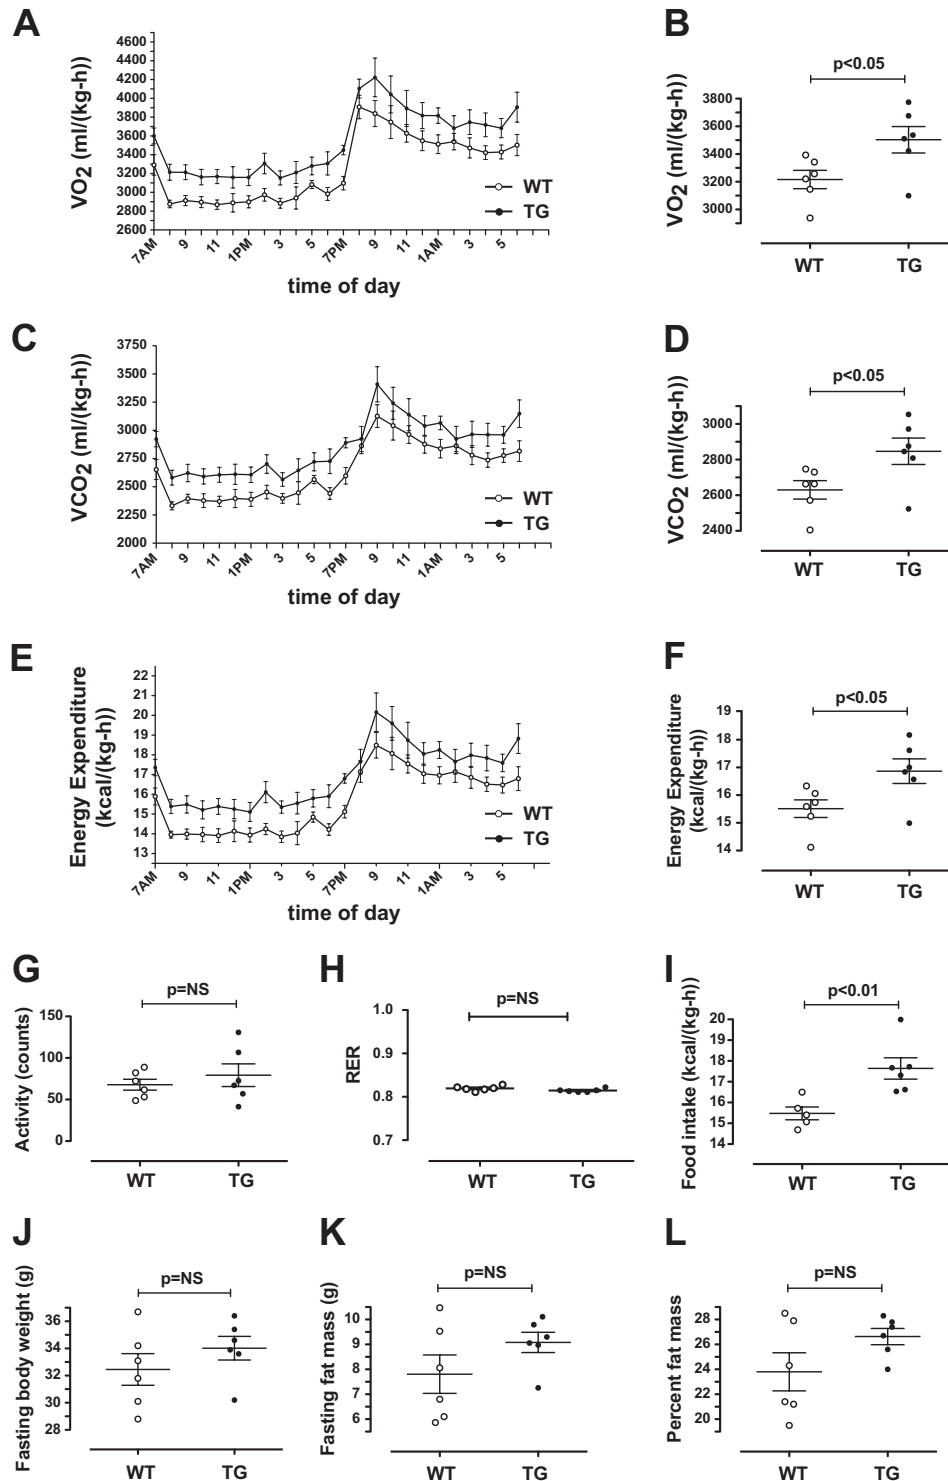 A
VO2 (ml/(kg-h))
4600
4400
4200
4000
3800
3600
3400
3200
3000
2800
2600
7AM
9
11
1PM
3
5
7PM
9
11
1AM
3
5
WT
TG
time of day
B
p<0.05
VO2 (ml/(kg-h))
3800
3600
3400
3200
3000
WT
TG
C
VCO2 (ml/(kg-h))
3750
3500
3250
3000
2750
2500
2250
2000
7AM
9
11
1PM
3
5
7PM
9
11
1AM
3
5
WT
TG
time of day
D
p<0.05
VCO2 (ml/(kg-h))
3000
2800
2600
2400
WT
TG
E
Energy Expenditure
(kcal/(kg-h))
22
21
20
19
18
17
16
15
14
13
7AM
9
11
1PM
3
5
7PM
9
11
1AM
3
5
WT
TG
time of day
F
p<0.05
Energy Expenditure
(kcal/(kg-h))
19
18
17
16
15
14
WT
TG
G
p=NS
Activity (counts)
150
100
50
0
WT
TG
H
p=NS
RER
1.0
0.9
0.8
0.7
WT
TG
I
p<0.01
Food intake (kcal/(kg-h))
20
19
18
17
16
15
14
WT
TG
J
p=NS
Fasting body weight (g)
36
34
32
30
28
WT
TG
K
p=NS
Fasting fat mass (g)
10
9
8
7
6
WT
TG
L
p=NS
Percent fat mass
28
26
24
22
20
WT
TG